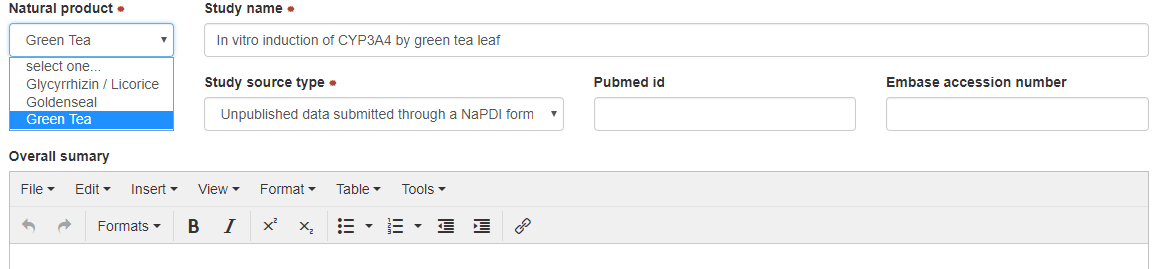 Natural product * Study name *
Green Tea In vitro induction of CYP3A4 by green tea leaf
select one...
Glycyrrhizin / Licorice
Goldenseal
Green Tea
Study source type * Pubmed id Embase accession number
Unpublished data submitted through a NaPDI form
Overall sumary
File Edit Insert View Format Table Tools
Formats B I x² x₂